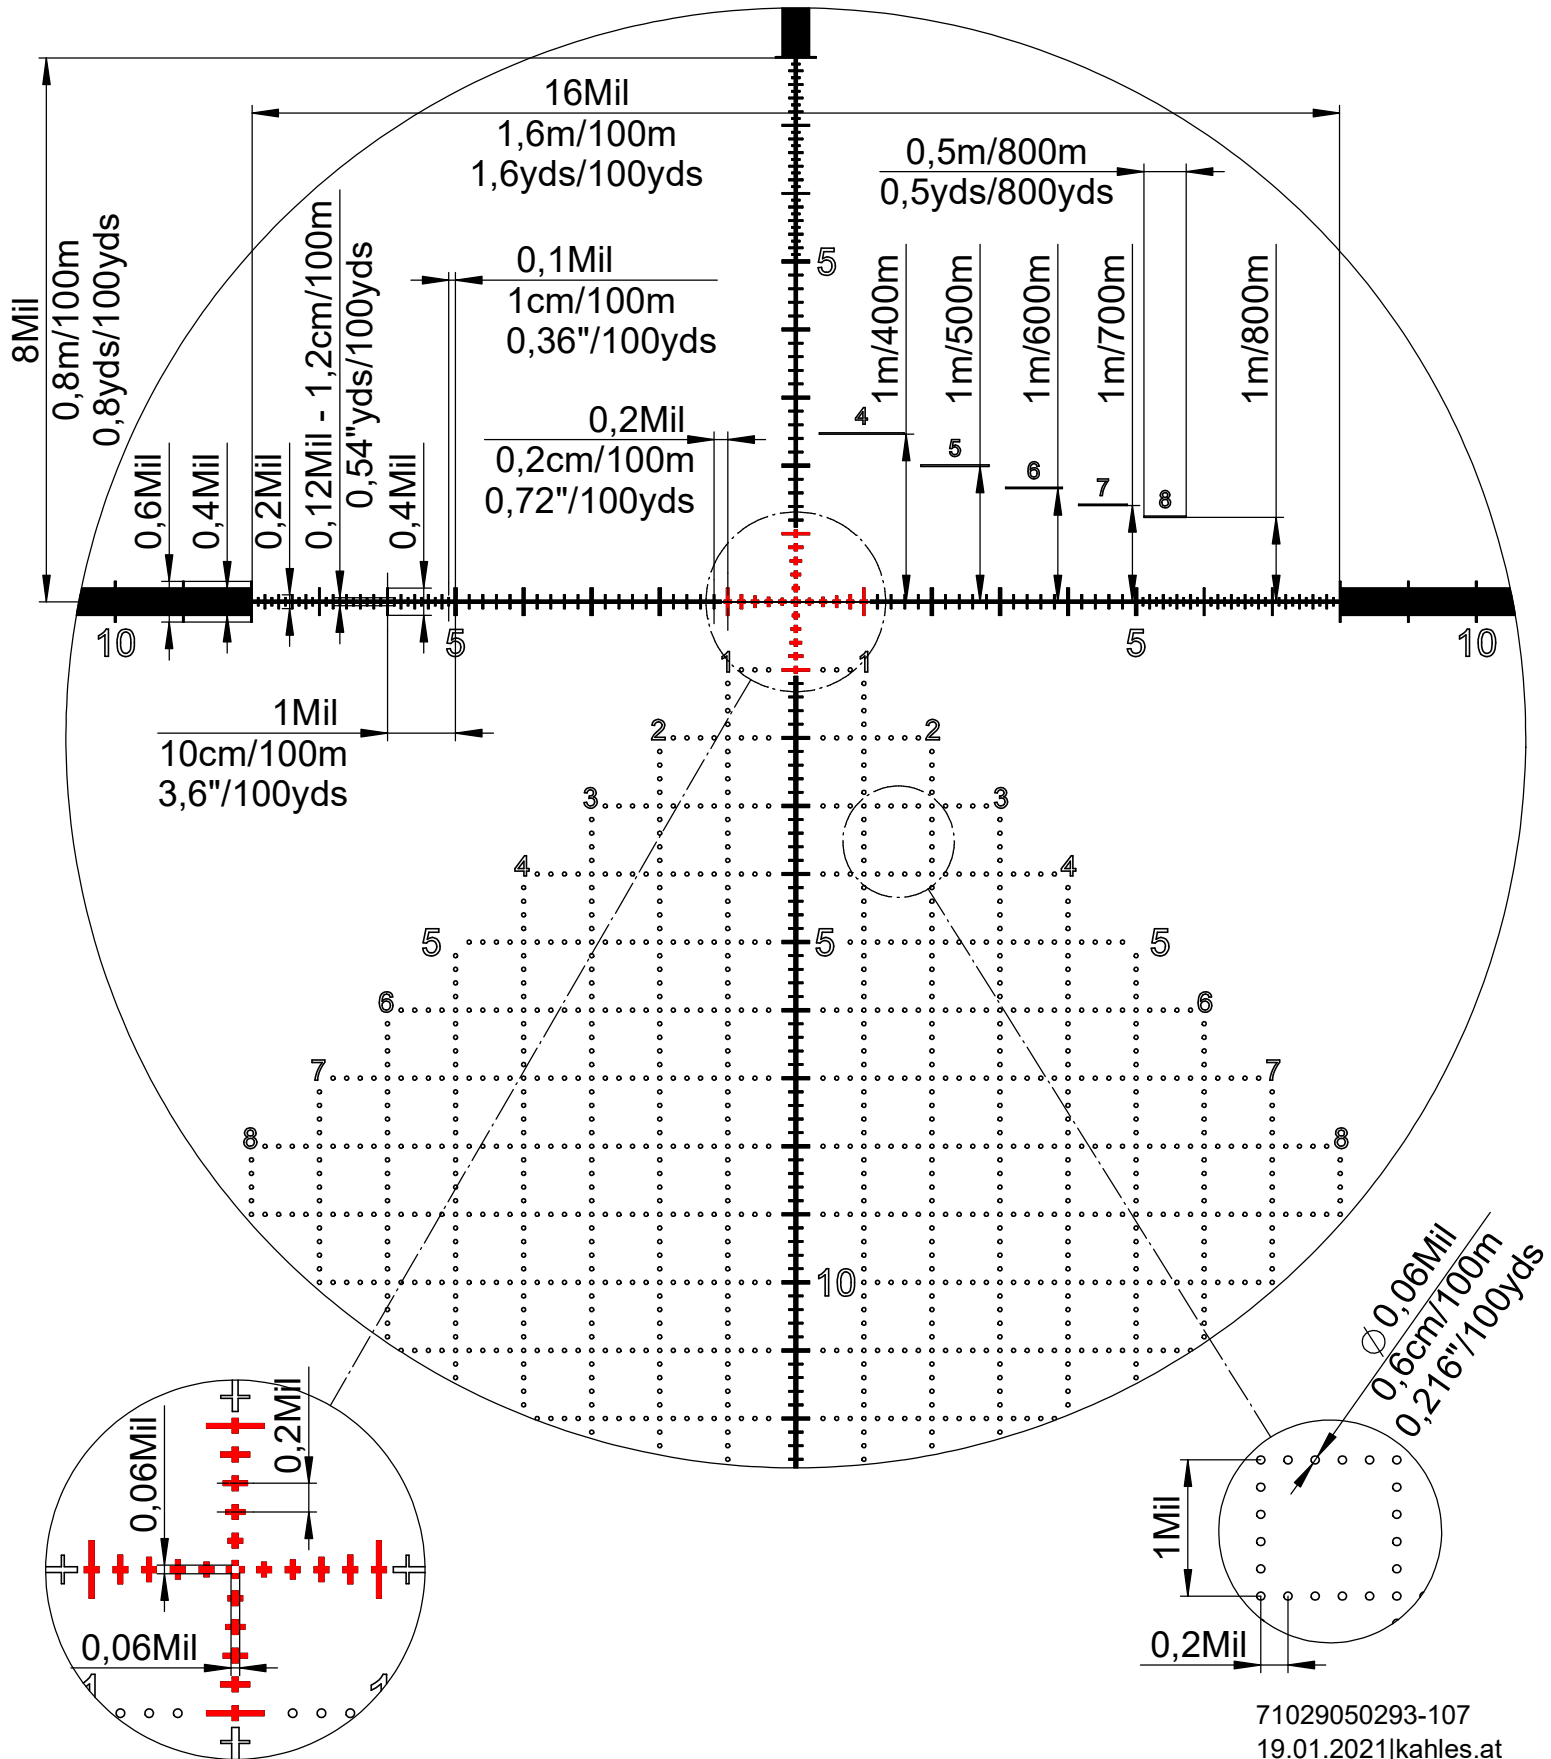 16Mil
1,6m/100m
1,6yds/100yds
0,5m/800m
0,5yds/800yds
8Mil
0,8m/100m
0,8yds/100yds
0,1Mil
1cm/100m
0,36"/100yds
5
1m/400m
1m/500m
1m/600m
1m/700m
1m/800m
0,6Mil
0,4Mil
0,2Mil
0,12Mil - 1,2cm/100m
0,54"yds/100yds
0,4Mil
0,2Mil
0,2cm/100m
0,72"/100yds
4
5
6
7
8
10
5
5
10
1Mil
10cm/100m
3,6"/100yds
1 1
2 2
3 3
4 4
5 5 5
6 6
7 7
8 8
10
Ø 0,06Mil
0,6cm/100m
0,216"/100yds
0,06Mil
0,2Mil
0,06Mil
1 1
1Mil
0,2Mil
71029050293-107
19.01.2021|kahles.at